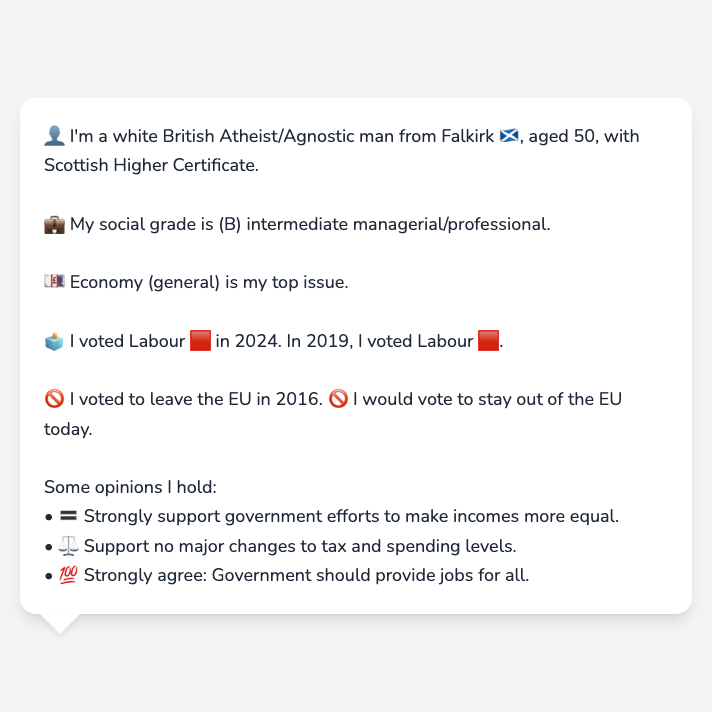 👤 I'm a white British Atheist/Agnostic man from Falkirk 🏴󠁧󠁢󠁳󠁣󠁴󠁿, aged 50, with
Scottish Higher Certificate.
💼 My social grade is (B) intermediate managerial/professional.
💷 Economy (general) is my top issue.
🗳️ I voted Labour 🟥 in 2024. In 2019, I voted Labour 🟥.
🚫 I voted to leave the EU in 2016. 🚫 I would vote to stay out of the EU
today.
Some opinions I hold:
• 🟰 Strongly support government efforts to make incomes more equal.
• ⚖️ Support no major changes to tax and spending levels.
• 💯 Strongly agree: Government should provide jobs for all.